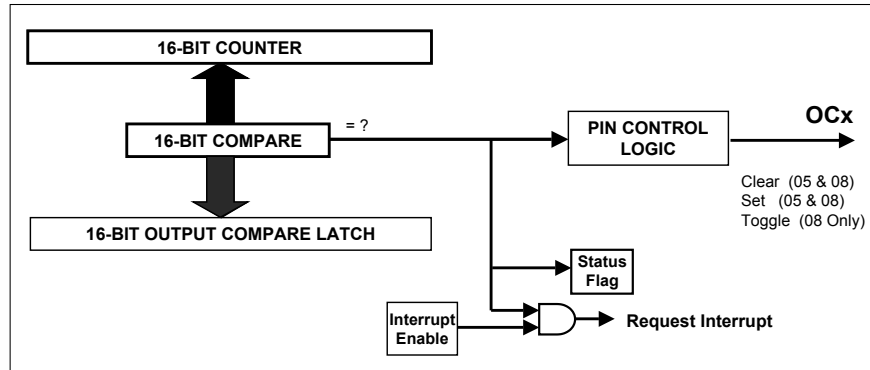 16-BIT COUNTER
16-BIT COMPARE
= ?
PIN CONTROL
LOGIC
OCx
Clear (05 & 08)
Set (05 & 08)
Toggle (08 Only)
16-BIT OUTPUT COMPARE LATCH
Status
Flag
Interrupt
Enable
Request Interrupt